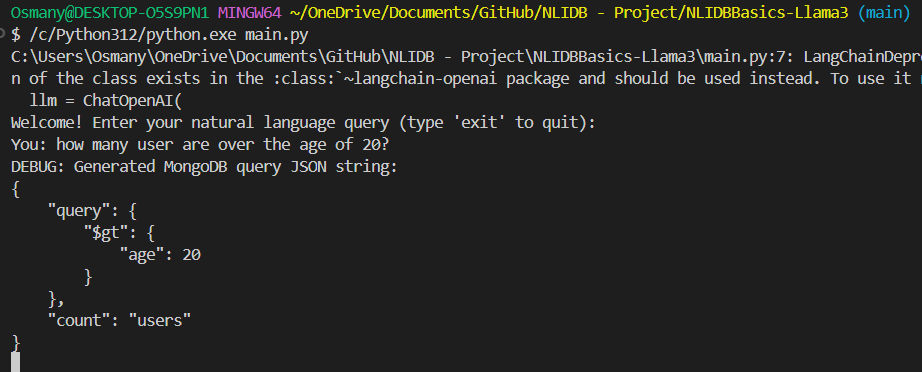 Osmany@DESKTOP-O5S9PN1 MINGW64 ~/OneDrive/Documents/GitHub/NLIDB - Project/NLIDBBasics-Llama3 (main)
$ /c/Python312/python.exe main.py
C:\Users\Osmany\OneDrive\Documents\GitHub\NLIDB - Project\NLIDBBasics-Llama3\main.py:7: LangChainDepre
n of the class exists in the :class:`~langchain-openai package and should be used instead. To use it
  llm = ChatOpenAI(
Welcome! Enter your natural language query (type 'exit' to quit):
You: how many user are over the age of 20?
DEBUG: Generated MongoDB query JSON string:
{
    "query": {
        "$gt": {
            "age": 20
        }
    },
    "count": "users"
}